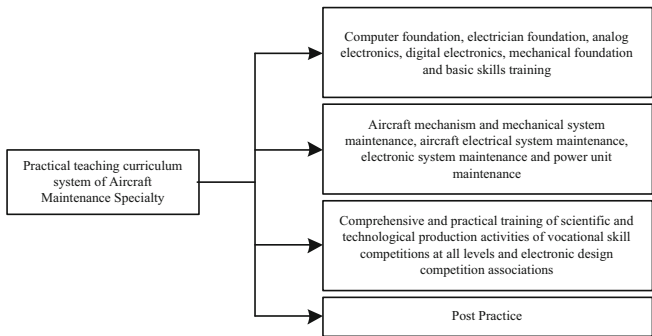 Practical teaching curriculum
system of Aircraft
Maintenance Specialty
Computer foundation, electrician foundation, analog
electronics, digital electronics, mechanical foundation
and basic skills training
Aircraft mechanism and mechanical system
maintenance, aircraft electrical system maintenance,
electronic system maintenance and power unit
maintenance
Comprehensive and practical training of scientific and
technological production activities of vocational skill
competitions at all levels and electronic design
competition associations
Post Practice